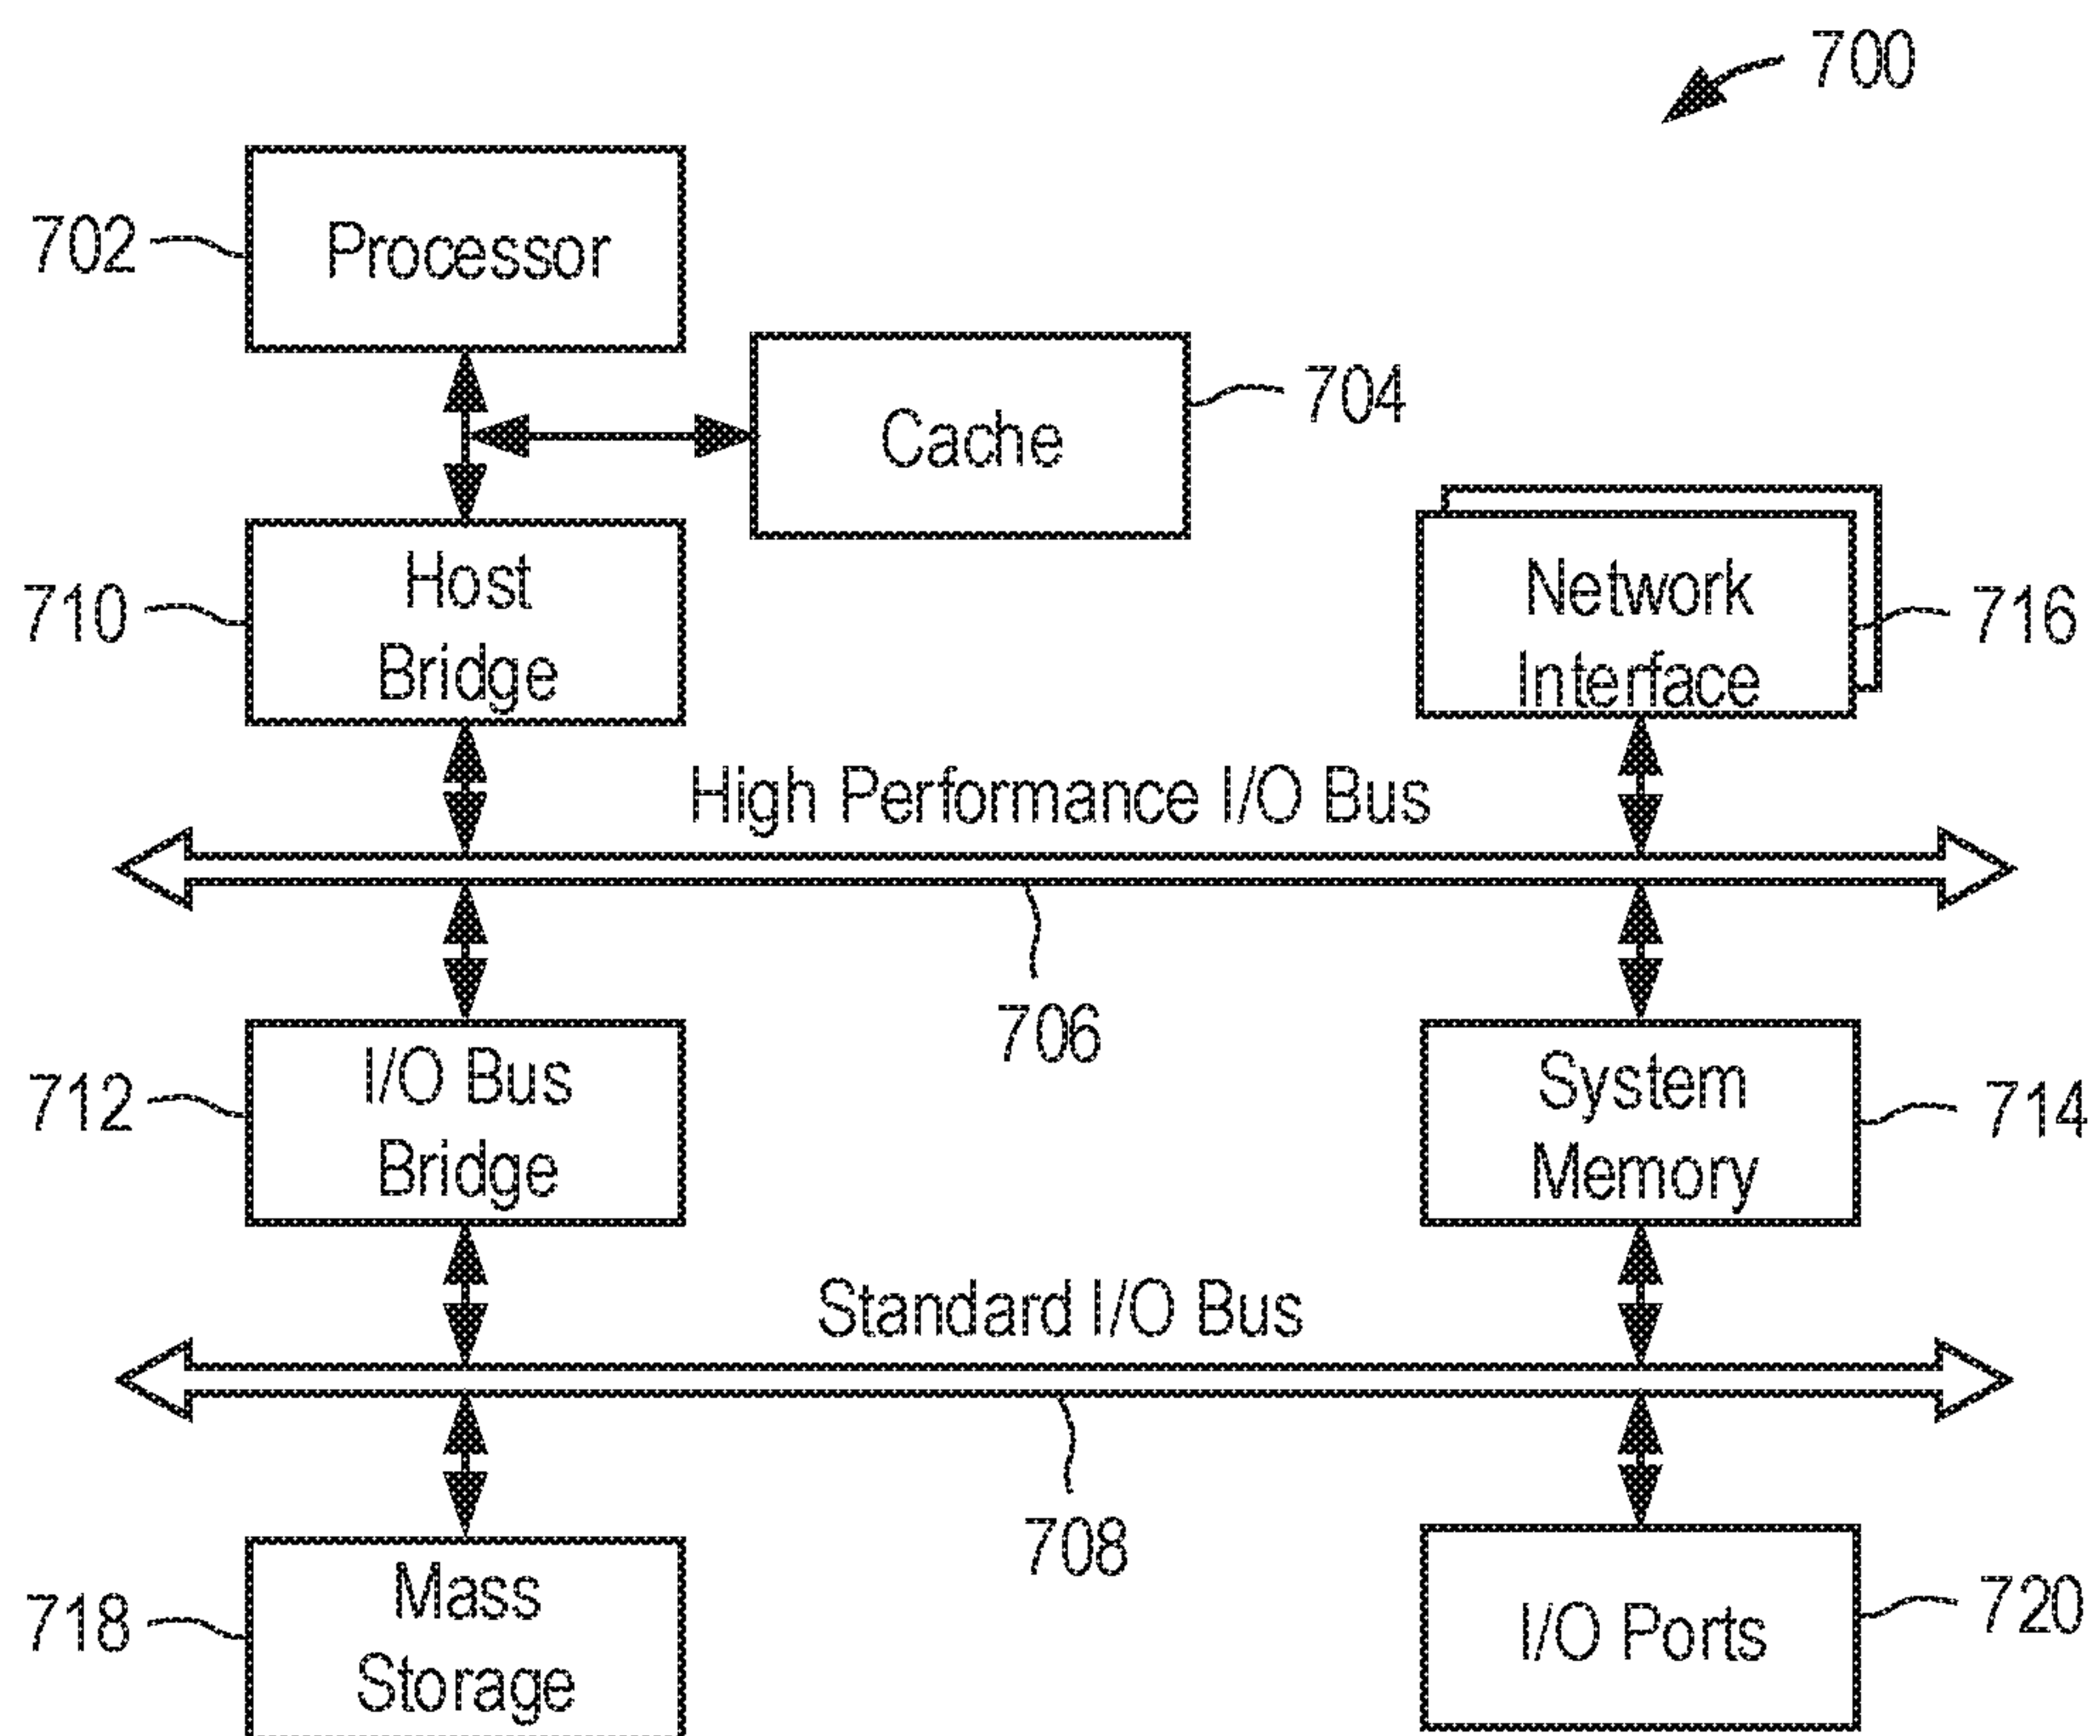 700
702
Processor
704
Cache
710
Host
Bridge
716
Network
Interface
High Performance I/O Bus
706
712
I/O Bus
Bridge
System
Memory
714
Standard I/O Bus
708
718
Mass
Storage
I/O Ports
720